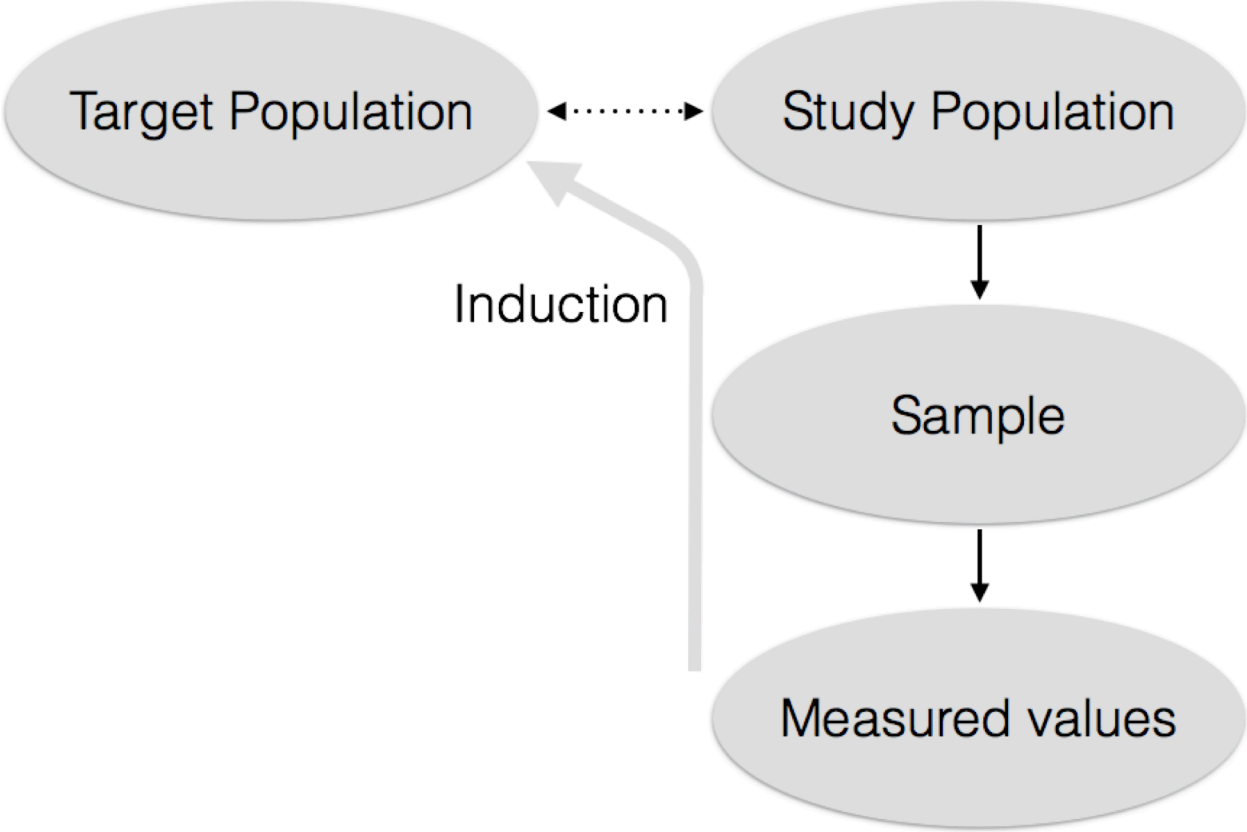 Target Population
Study Population
Induction
Sample
Measured values